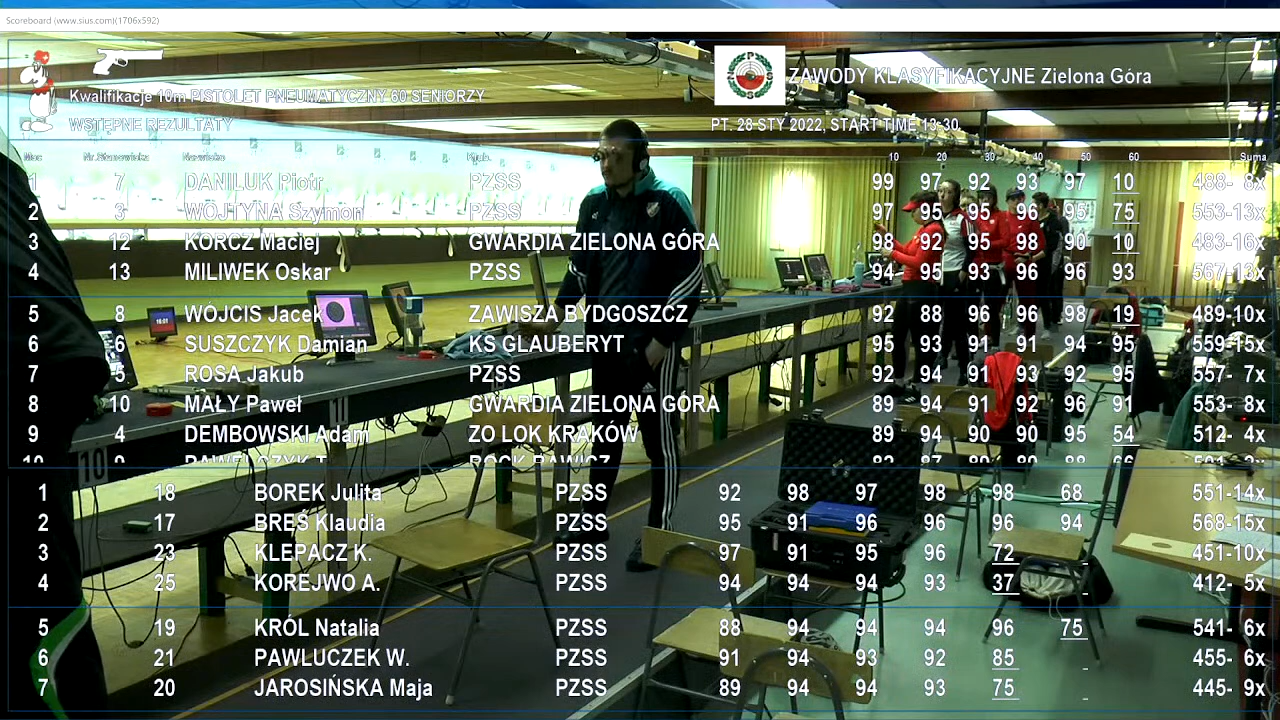 Scoreboard (www.sius.com)(1706x592)
ZAWODY KLASYFIKACYJNE Zielona Góra
Kwalifikacje 10m PISTOLET PNEUMATYCZNY 60 SENIORZY
WSTĘPNE REZULTATY PT. 28 STY 2022, START TIME 13:30.
Nazwisko Klub 10 20 30 40 50 60 Suma
1 7 DANILUK Piotr PZSS 99 97 92 93 97 10 488- 8x
2 3 WOJTYNA Szymon PZSS 97 95 95 96 95 75 553-13x
3 12 KORCZ Maciej GWARDIA ZIELONA GÓRA 98 92 95 98 90 10 483-16x
4 13 MILIWEK Oskar PZSS 94 95 93 96 96 93 567-13x
5 8 WÓJCIS Jacek ZAWISZA BYDGOSZCZ 92 88 96 96 98 19 489-10x
6 6 SUSZCZYK Damian KS GLAUBERYT 95 93 91 91 94 95 559-15x
7 5 ROSA Jakub PZSS 92 94 91 93 92 95 557- 7x
8 10 MAŁY Paweł GWARDIA ZIELONA GÓRA 89 94 91 92 96 91 553- 8x
9 4 DEMBOWSKI Adam ZO LOK KRAKÓW 89 94 90 90 95 54 512- 4x
10
1 18 BOREK Julita PZSS 92 98 97 98 98 68 551-14x
2 17 BREŚ Klaudia PZSS 95 91 96 96 96 94 568-15x
3 23 KLEPACZ K. PZSS 97 91 95 96 72 451-10x
4 25 KOREJWO A. PZSS 94 94 94 93 37 412- 5x
5 19 KRÓL Natalia PZSS 88 94 94 94 96 75 541- 6x
6 21 PAWLUCZEK W. PZSS 91 94 93 92 85 455- 6x
7 20 JAROSIŃSKA Maja PZSS 89 94 94 93 75 445- 9x